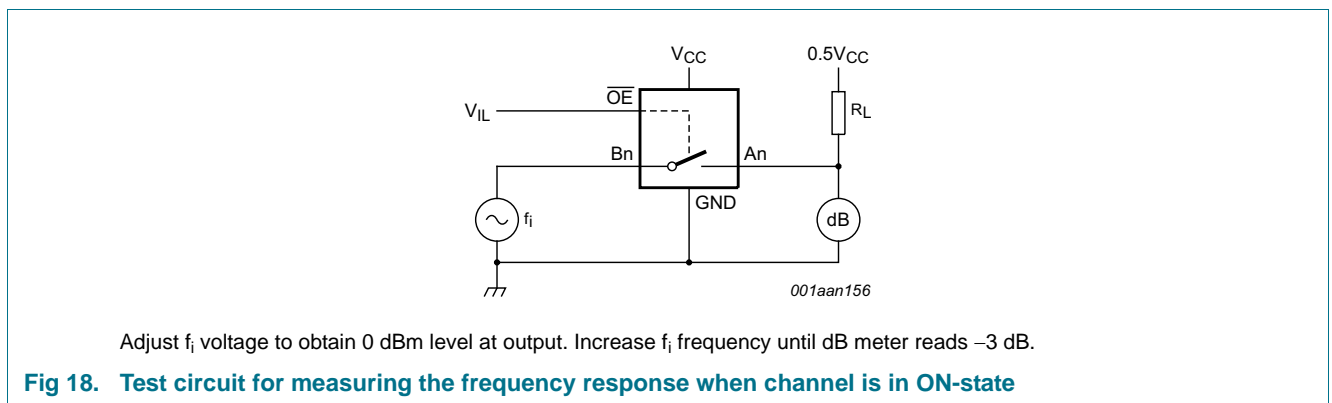 VCC
0.5VCC
OE
VIL
RL
Bn
An
GND
fi
dB
001aan156
Adjust fi voltage to obtain 0 dBm level at output. Increase fi frequency until dB meter reads −3 dB.
Fig 18. Test circuit for measuring the frequency response when channel is in ON-state